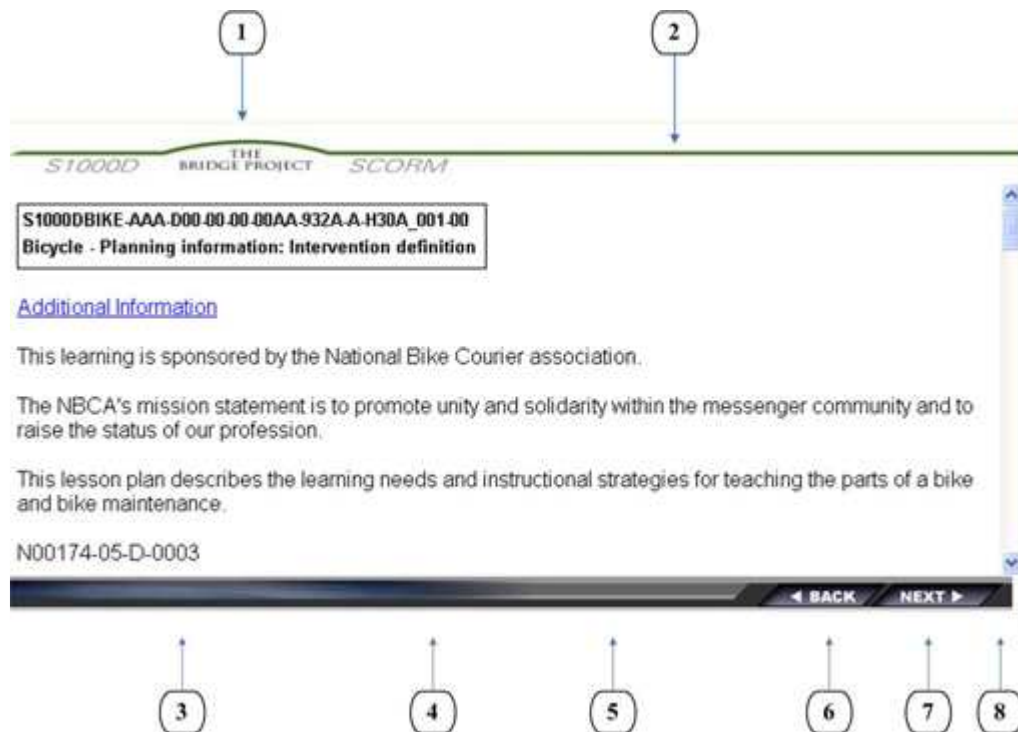 1 2
THE
S1000D BRIDGE PROJECT SCORM
S1000DBIKE-AAA-D00-00-00-00AA-932A-A-H30A_001-00
Bicycle - Planning information: Intervention definition
Additional Information
This learning is sponsored by the National Bike Courier association.
The NBCA's mission statement is to promote unity and solidarity within the messenger community and to
raise the status of our profession.
This lesson plan describes the learning needs and instructional strategies for teaching the parts of a bike
and bike maintenance.
N00174-05-D-0003
BACK NEXT
3 4 5 6 7 8